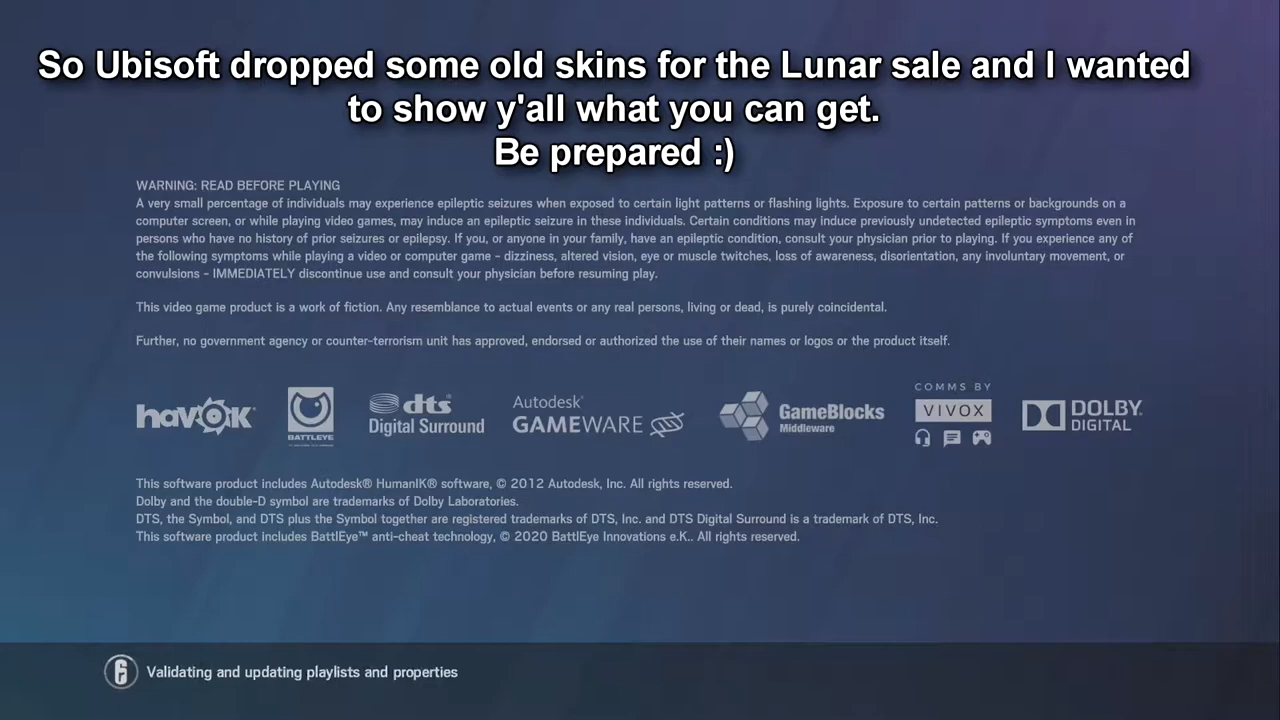 So Ubisoft dropped some old skins for the Lunar sale and I wanted
to show y'all what you can get.
Be prepared :)
WARNING: READ BEFORE PLAYING
A very small percentage of individuals may experience epileptic seizures when exposed to certain light patterns or flashing lights. Exposure to certain patterns or backgrounds on a
computer screen, or while playing video games, may induce an epileptic seizure in these individuals. Certain conditions may induce previously undetected epileptic symptoms even in
persons who have no history of prior seizures or epilepsy. If you, or anyone in your family, have an epileptic condition, consult your physician prior to playing. If you experience any of
the following symptoms while playing a video or computer game - dizziness, altered vision, eye or muscle twitches, loss of awareness, disorientation, any involuntary movement, or
convulsions - IMMEDIATELY discontinue use and consult your physician before resuming play.
This video game product is a work of fiction. Any resemblance to actual events or any real persons, living or dead, is purely coincidental.
Further, no government agency or counter-terrorism unit has approved, endorsed or authorized the use of their names or logos or the product itself.
havok
BATTLEYE
dts
Digital Surround
Autodesk®
GAMEWARE
GameBlocks
Middleware
COMMS BY
VIVOX
DOLBY
DIGITAL
This software product includes Autodesk® HumanIK® software, © 2012 Autodesk, Inc. All rights reserved.
Dolby and the double-D symbol are trademarks of Dolby Laboratories.
DTS, the Symbol, and DTS plus the Symbol together are registered trademarks of DTS, Inc. and DTS Digital Surround is a trademark of DTS, Inc.
This software product includes BattlEye™ anti-cheat technology, © 2020 BattlEye Innovations e.K.. All rights reserved.
Validating and updating playlists and properties